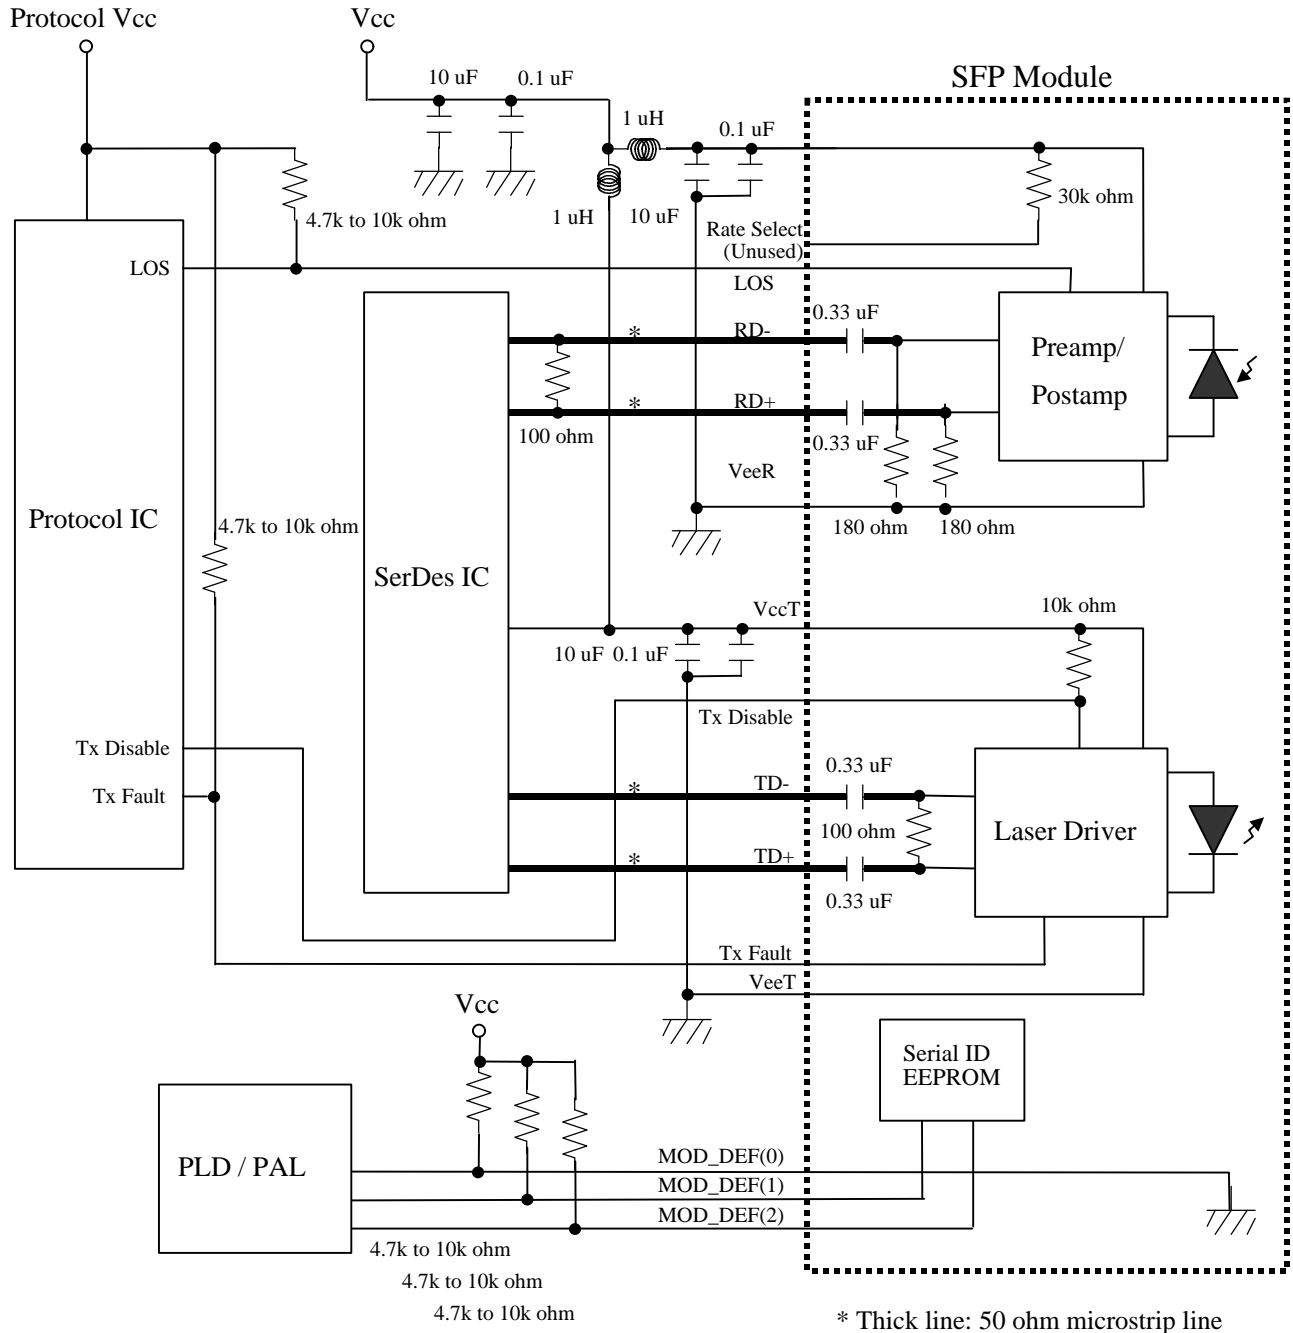 Protocol Vcc
Vcc
10 uF
0.1 uF
SFP Module
1 uH
0.1 uF
4.7k to 10k ohm
1 uH
10 uF
30k ohm
Rate Select
(Unused)
LOS
LOS
0.33 uF
*
RD-
Preamp/
Postamp
*
RD+
100 ohm
0.33 uF
VeeR
Protocol IC
4.7k to 10k ohm
180 ohm
180 ohm
SerDes IC
VccT
10k ohm
10 uF
0.1 uF
Tx Disable
Tx Disable
0.33 uF
Tx Fault
*
TD-
100 ohm
Laser Driver
*
TD+
0.33 uF
Tx Fault
VeeT
Vcc
Serial ID
EEPROM
PLD / PAL
MOD_DEF(0)
MOD_DEF(1)
MOD_DEF(2)
4.7k to 10k ohm
4.7k to 10k ohm
4.7k to 10k ohm
* Thick line: 50 ohm microstrip line